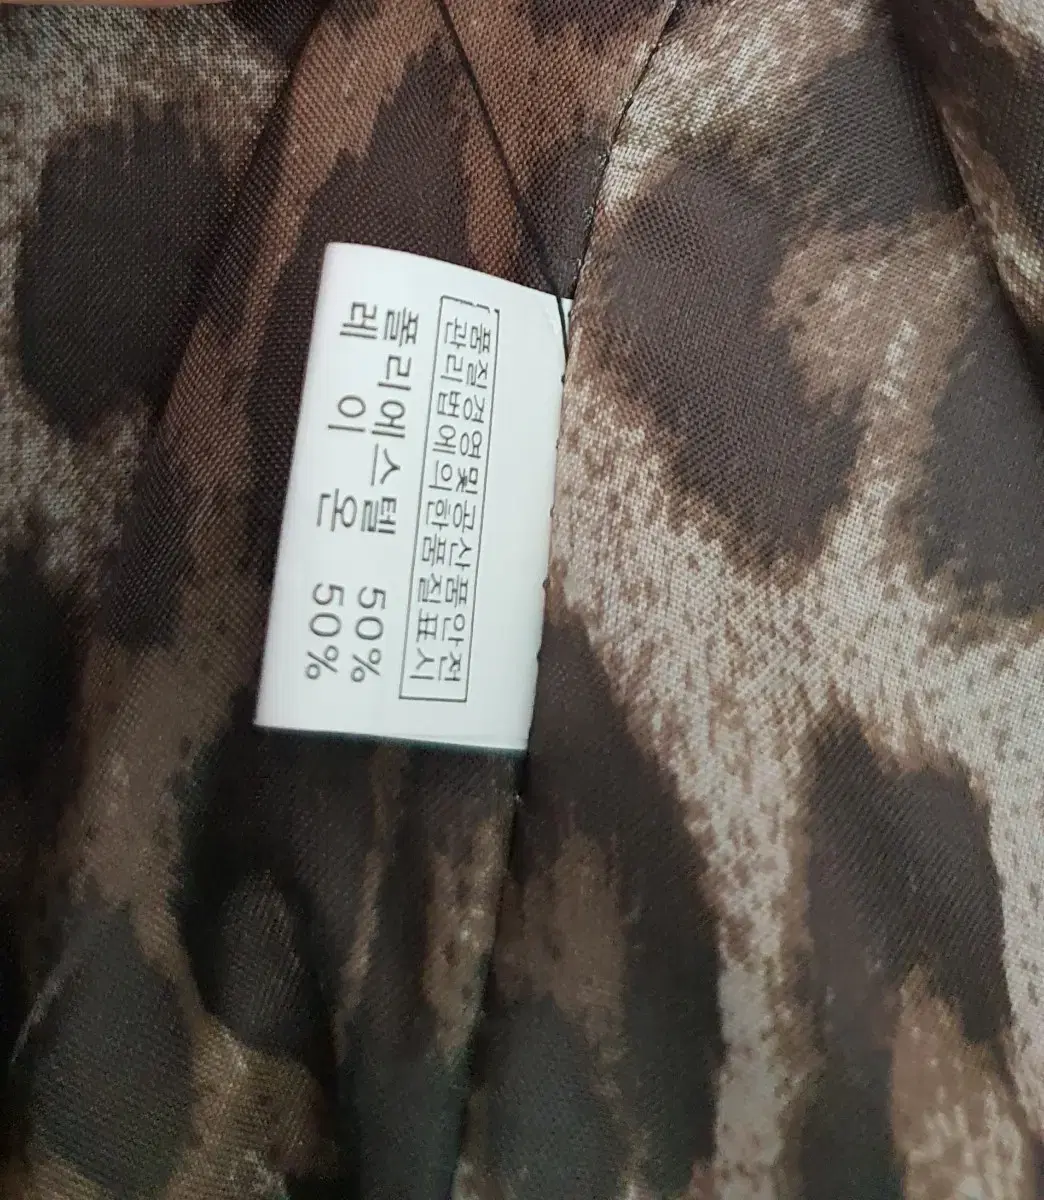 품질경영및공산품안전
관리법에의한품질표시
폴리에스텔 50%
레 이 온 50%